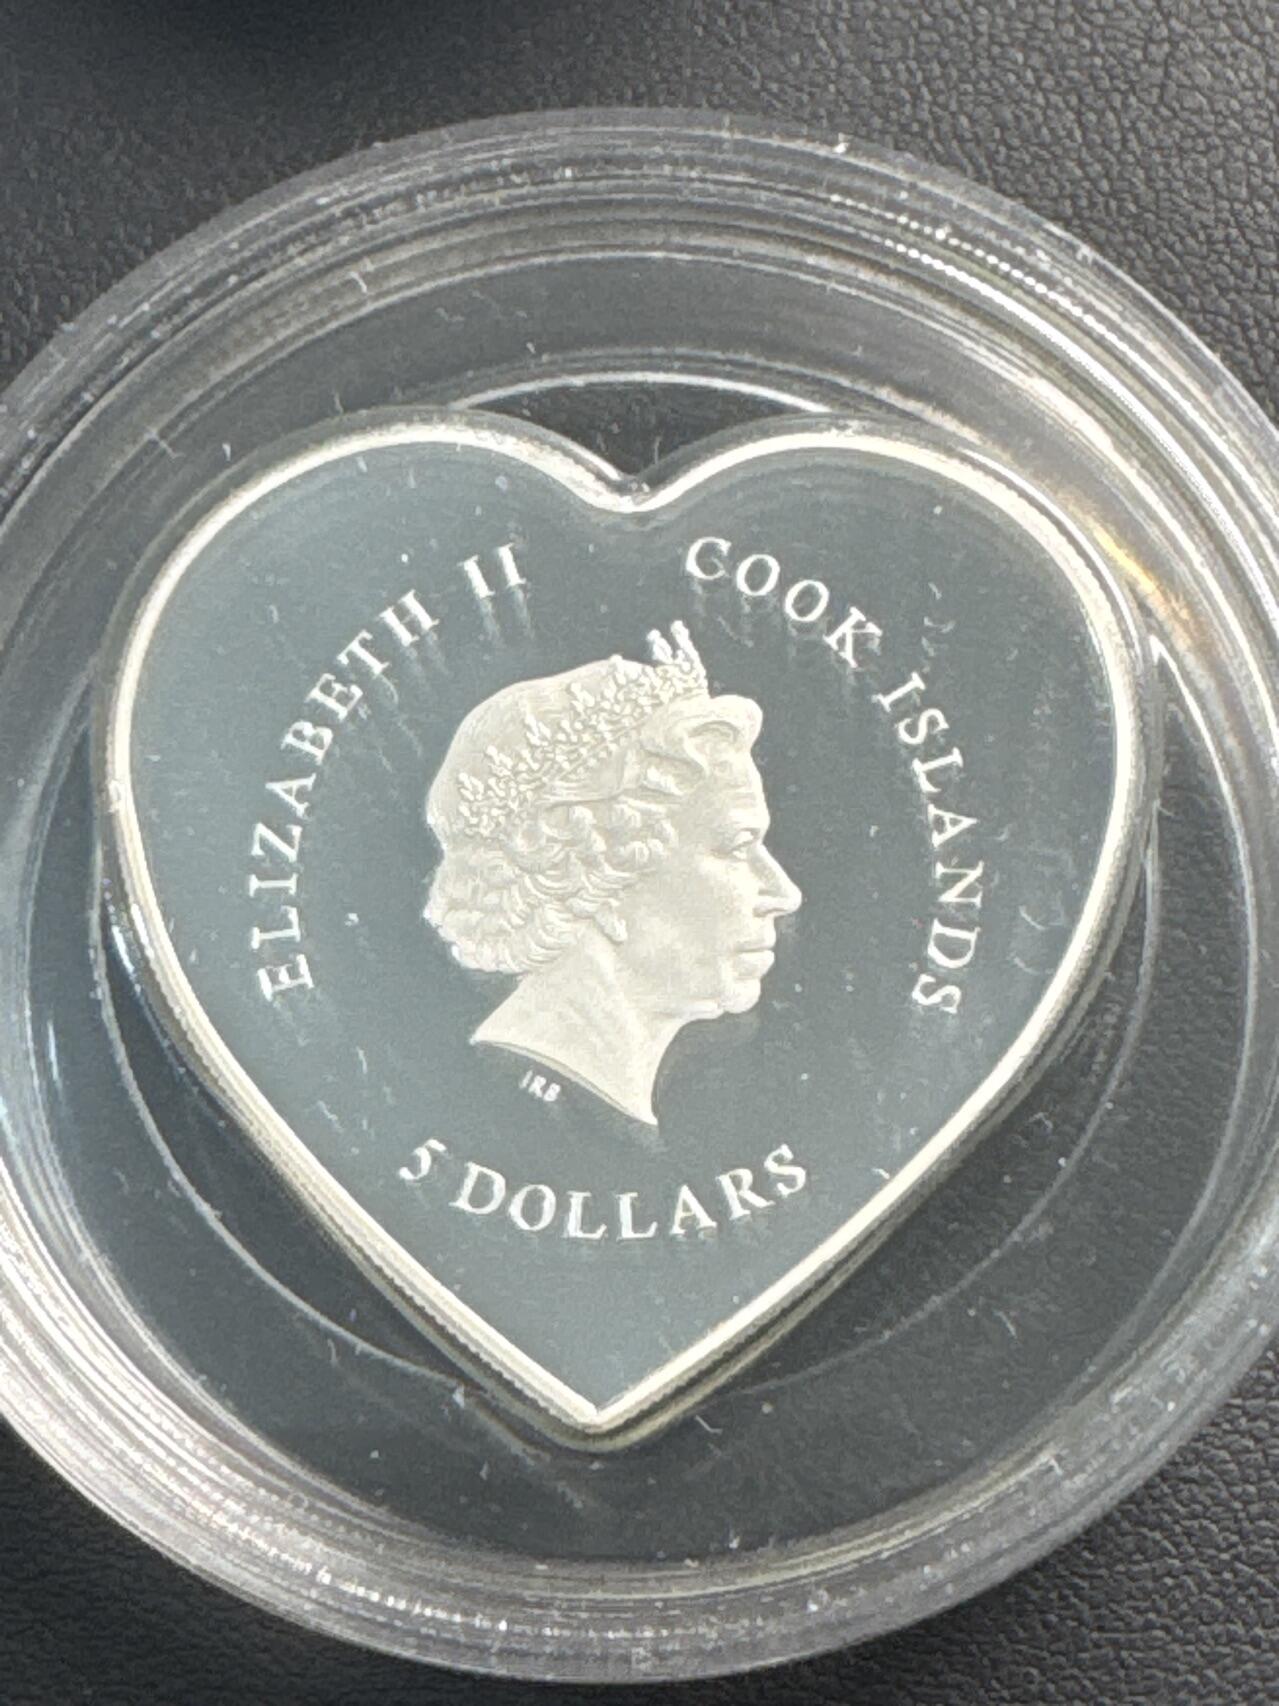 ELIZABETH II
COOK ISLANDS
IRB
5 DOLLARS